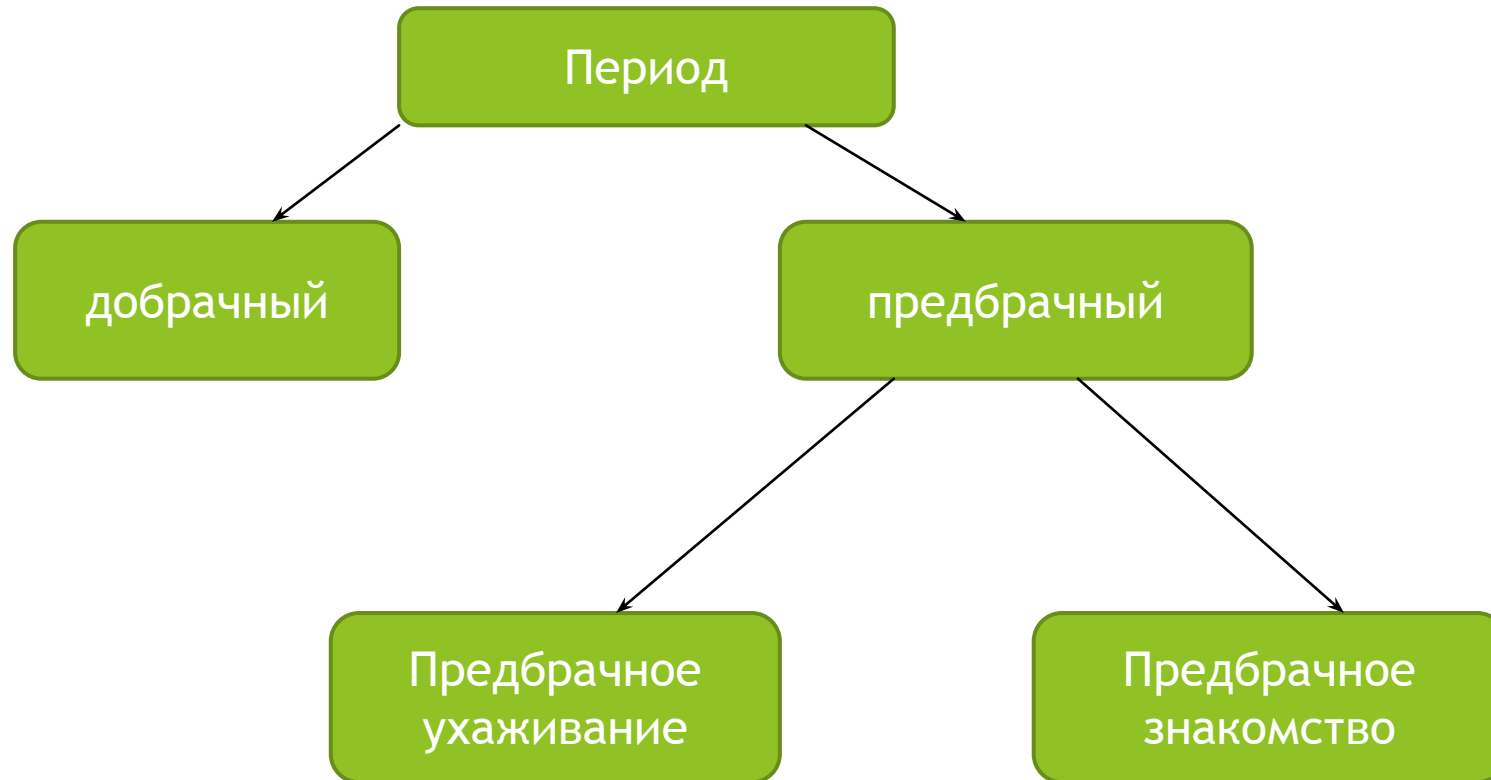 Период
добрачный
предбрачный
Предбрачное
ухаживание
Предбрачное
знакомство